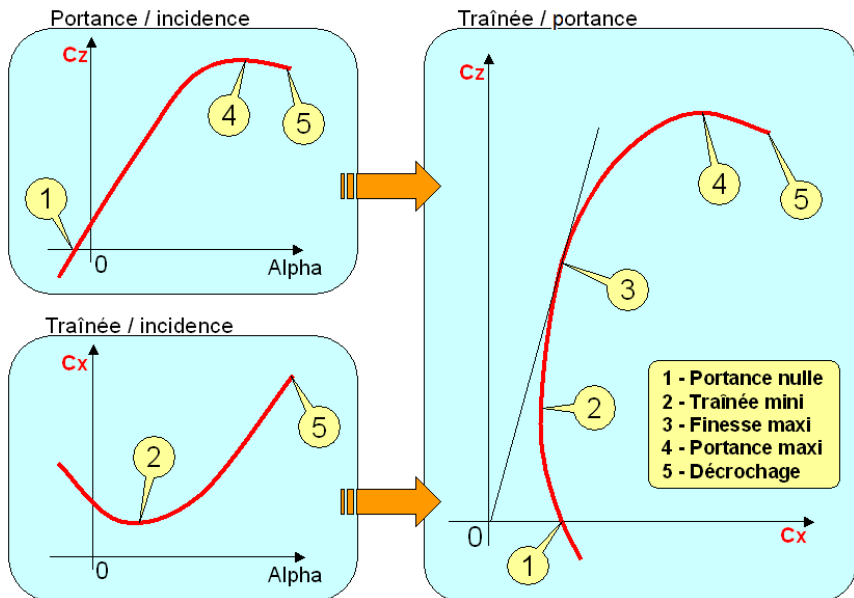 Portance / incidence
Cz
4
5
1
0
Alpha
Traînée / incidence
Cx
5
2
0
Alpha
Traînée / portance
Cz
4
5
3
2
1 - Portance nulle
2 - Traînée mini
3 - Finesse maxi
4 - Portance maxi
5 - Décrochage
0
1
Cx